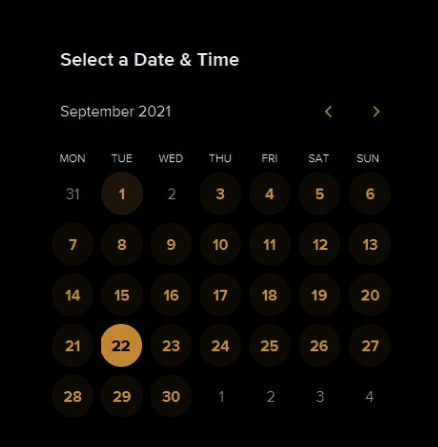 Select a Date & Time
September 2021
MON TUE WED THU FRI SAT SUN
31 1 2 3 4 5 6
7 8 9 10 11 12 13
14 15 16 17 18 19 20
21 22 23 24 25 26 27
28 29 30 1 2 3 4